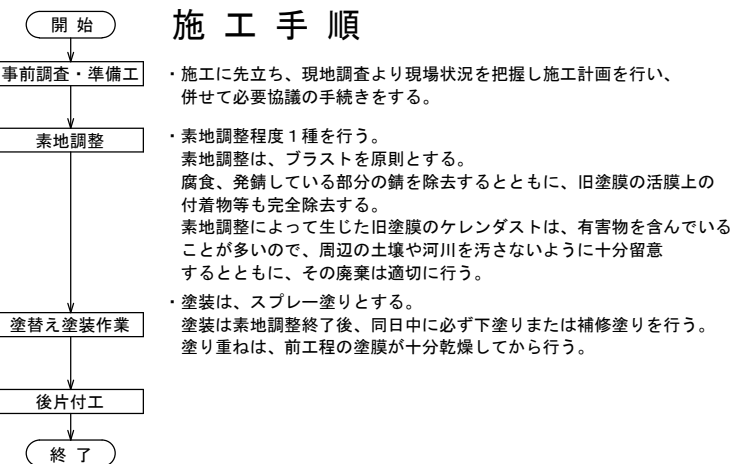 開 始
施 工 手 順
事前調査・準備工
・施工に先立ち、現地調査より現場状況を把握し施工計画を行い、
併せて必要協議の手続きをする。
素地調整
・素地調整程度１種を行う。
素地調整は、ブラストを原則とする。
腐食、発錆している部分の錆を除去するとともに、旧塗膜の活膜上の
付着物等も完全除去する。
素地調整によって生じた旧塗膜のケレンダストは、有害物を含んでいる
ことが多いので、周辺の土壌や河川を汚さないように十分留意
するとともに、その廃棄は適切に行う。
塗替え塗装作業
・塗装は、スプレー塗りとする。
塗装は素地調整終了後、同日中に必ず下塗りまたは補修塗りを行う。
塗り重ねは、前工程の塗膜が十分乾燥してから行う。
後片付工
終 了